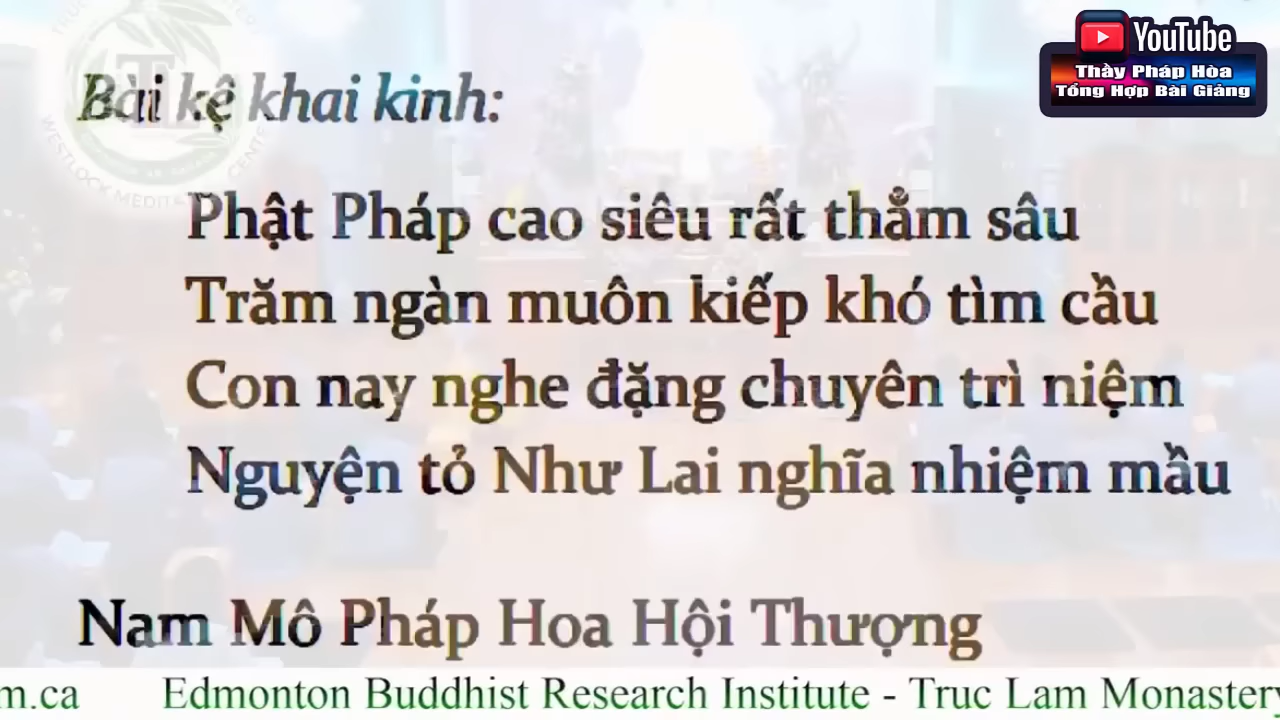 YouTube
Thầy Pháp Hòa
Tổng Hợp Bài Giảng
Bài kệ khai kinh:
Phật Pháp cao siêu rất thẳm sâu
Trăm ngàn muôn kiếp khó tìm cầu
Con nay nghe đặng chuyên trì niệm
Nguyện tỏ Như Lai nghĩa nhiệm mầu
Nam Mô Pháp Hoa Hội Thượng
m.ca Edmonton Buddhist Research Institute - Truc Lam Monastery